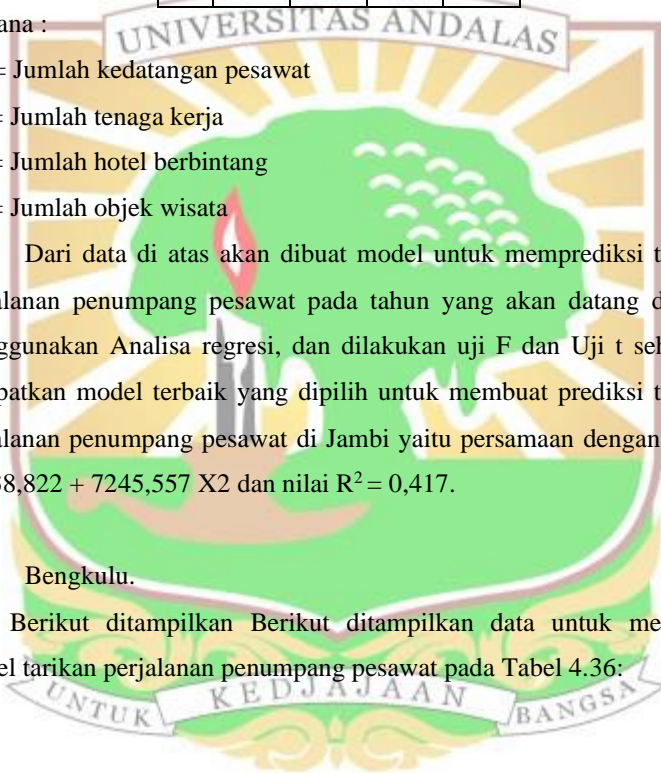 UNIVERSITAS ANDALAS
ana :
= Jumlah kedatangan pesawat
= Jumlah tenaga kerja
= Jumlah hotel berbintang
= Jumlah objek wisata
Dari data di atas akan dibuat model untuk memprediksi t
alanan penumpang pesawat pada tahun yang akan datang d
ggunakan Analisa regresi, dan dilakukan uji F dan Uji t seh
patkan model terbaik yang dipilih untuk membuat prediksi t
alanan penumpang pesawat di Jambi yaitu persamaan dengan
8,822 + 7245,557 X2 dan nilai R² = 0,417.
Bengkulu.
Berikut ditampilkan Berikut ditampilkan data untuk me
el tarikan perjalanan penumpang pesawat pada Tabel 4.36:
UNTUK KEDJAJAAN BANGSA